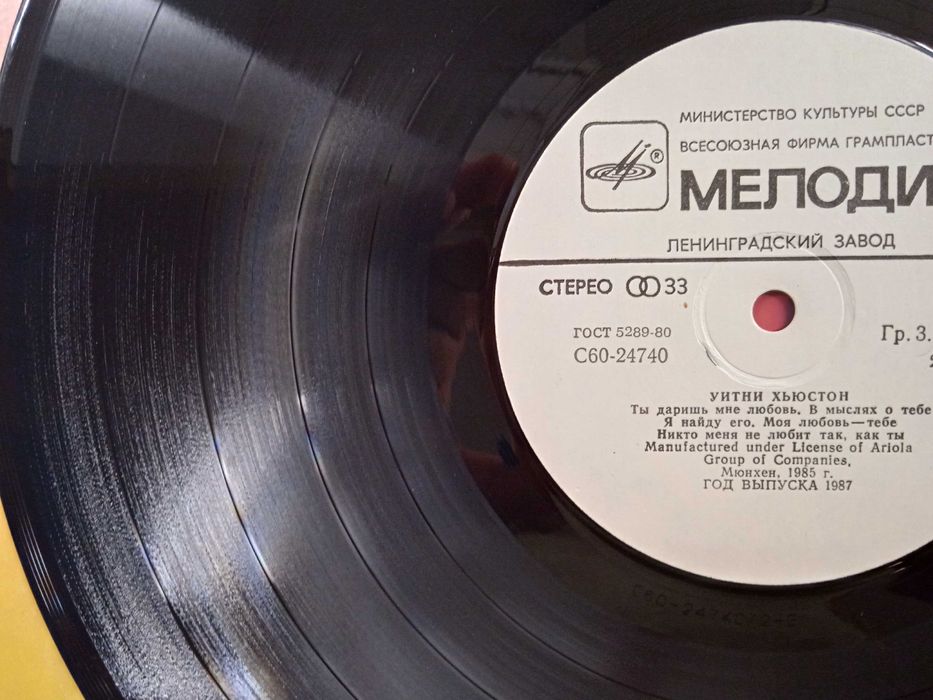 МИНИСТЕРСТВО КУЛЬТУРЫ СССР
ВСЕСОЮЗНАЯ ФИРМА ГРАМПЛАСТ
®
МЕЛОДИ
ЛЕНИНГРАДСКИЙ ЗАВОД
СТЕРЕО 33
ГОСТ 5289-80
С60-24740
Гр. 3.
УИТНИ ХЬЮСТОН
Ты даришь мне любовь. В мыслях о тебе
Я найду его. Моя любовь—тебе
Никто меня не любит так, как ты
Manufactured under License of Ariola
Group of Companies,
Мюнхен, 1985 г.
ГОД ВЫПУСКА 1987